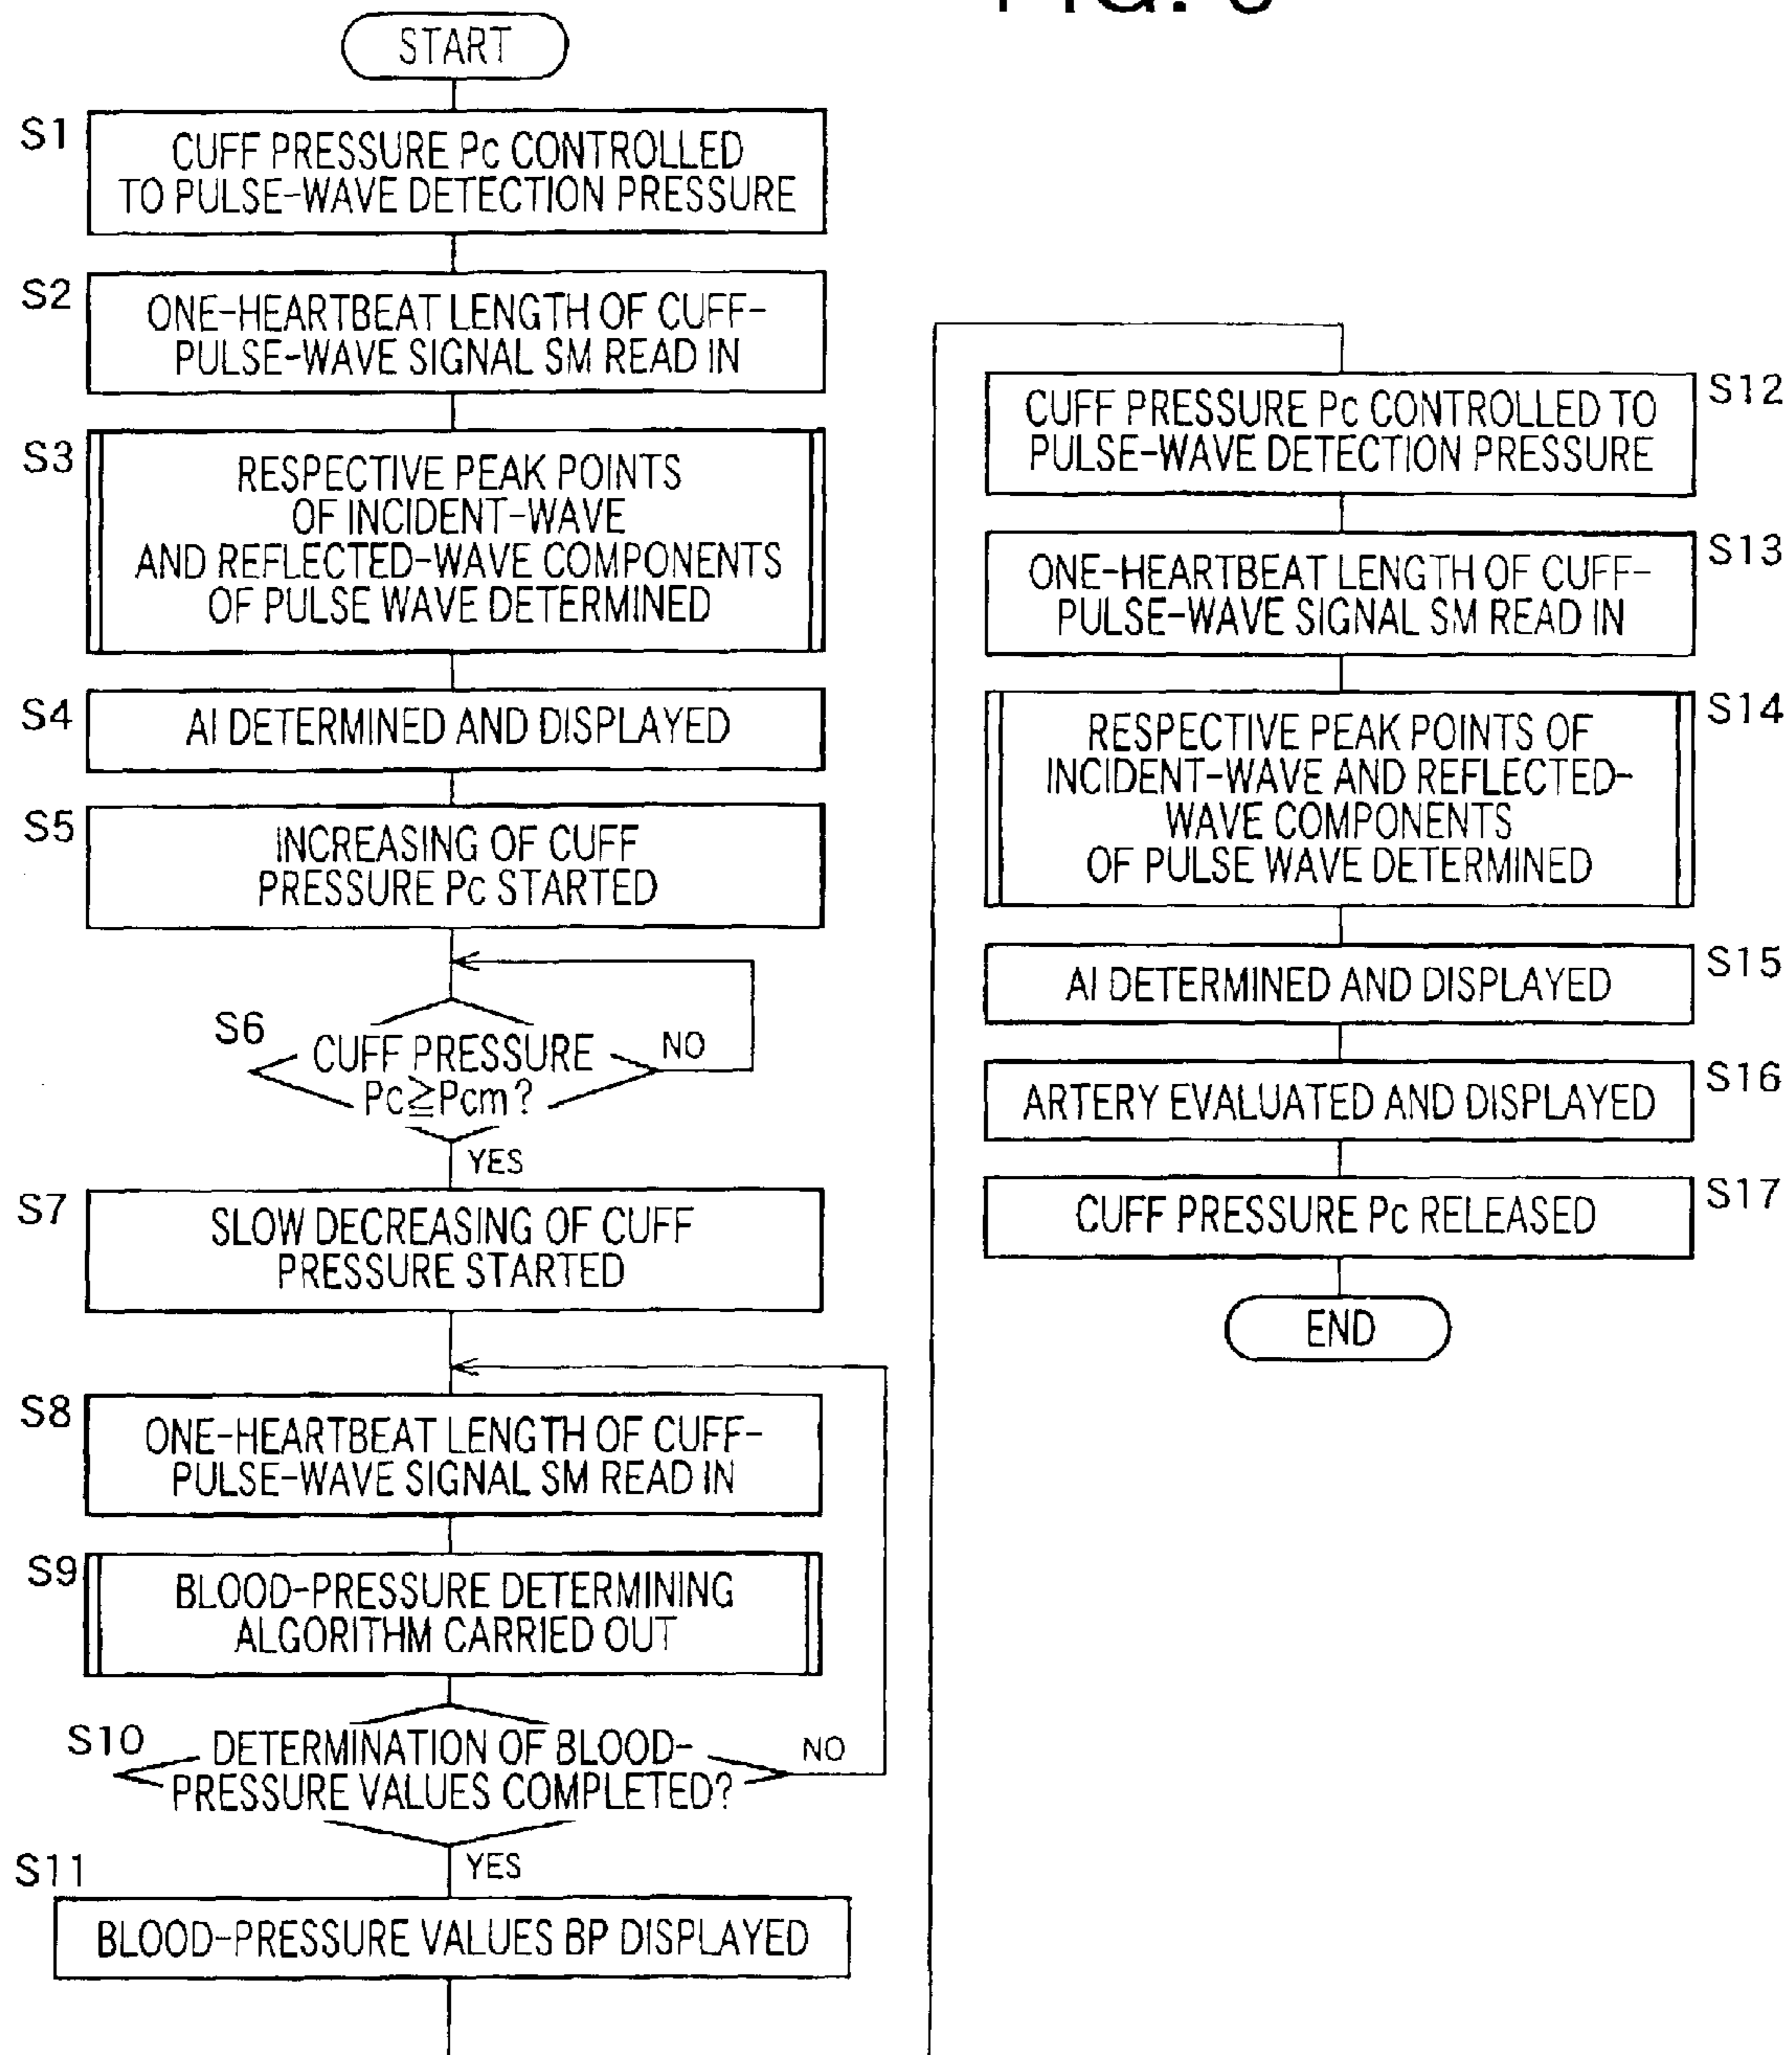 START
S1
CUFF PRESSURE Pc CONTROLLED
TO PULSE-WAVE DETECTION PRESSURE
S2
ONE-HEARTBEAT LENGTH OF CUFF-
PULSE-WAVE SIGNAL SM READ IN
S3
RESPECTIVE PEAK POINTS
OF INCIDENT-WAVE
AND REFLECTED-WAVE COMPONENTS
OF PULSE WAVE DETERMINED
S4
AI DETERMINED AND DISPLAYED
S5
INCREASING OF CUFF
PRESSURE Pc STARTED
S6
CUFF PRESSURE
Pc≧Pcm?
NO
YES
S7
SLOW DECREASING OF CUFF
PRESSURE STARTED
S8
ONE-HEARTBEAT LENGTH OF CUFF-
PULSE-WAVE SIGNAL SM READ IN
S9
BLOOD-PRESSURE DETERMINING
ALGORITHM CARRIED OUT
S10
DETERMINATION OF BLOOD-
PRESSURE VALUES COMPLETED?
NO
YES
S11
BLOOD-PRESSURE VALUES BP DISPLAYED
S12
CUFF PRESSURE Pc CONTROLLED TO
PULSE-WAVE DETECTION PRESSURE
S13
ONE-HEARTBEAT LENGTH OF CUFF-
PULSE-WAVE SIGNAL SM READ IN
S14
RESPECTIVE PEAK POINTS OF
INCIDENT-WAVE AND REFLECTED-
WAVE COMPONENTS
OF PULSE WAVE DETERMINED
S15
AI DETERMINED AND DISPLAYED
S16
ARTERY EVALUATED AND DISPLAYED
S17
CUFF PRESSURE Pc RELEASED
END